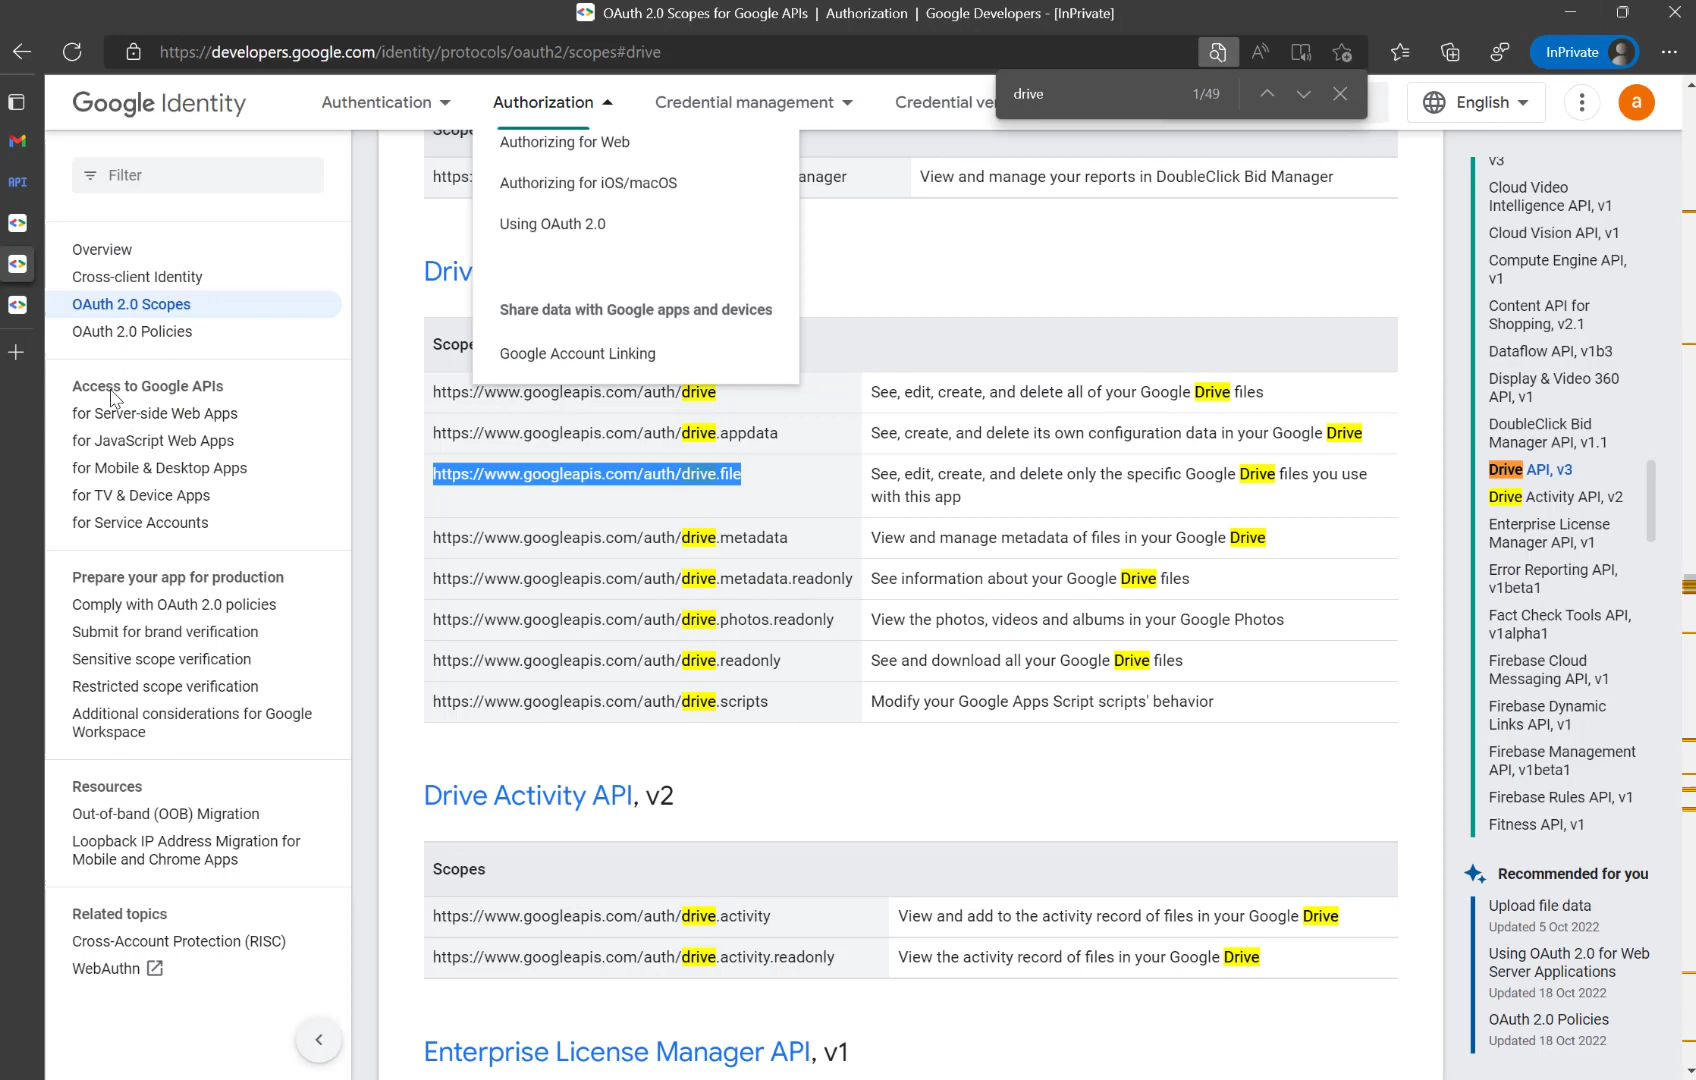 OAuth 2.0 Scopes for Google APIs | Authorization | Google Developers - [InPrivate]
https://developers.google.com/identity/protocols/oauth2/scopes#drive
InPrivate
drive
1/49
Google Identity
Authentication
Authorization
Credential management
Credential ve
English
a
API
Filter
Overview
Cross-client Identity
OAuth 2.0 Scopes
OAuth 2.0 Policies
Access to Google APIs
for Server-side Web Apps
for JavaScript Web Apps
for Mobile & Desktop Apps
for TV & Device Apps
for Service Accounts
Prepare your app for production
Comply with OAuth 2.0 policies
Submit for brand verification
Sensitive scope verification
Restricted scope verification
Additional considerations for Google
Workspace
Resources
Out-of-band (OOB) Migration
Loopback IP Address Migration for
Mobile and Chrome Apps
Related topics
Cross-Account Protection (RISC)
WebAuthn
Authorizing for Web
Authorizing for iOS/macOS
Using OAuth 2.0
Share data with Google apps and devices
Google Account Linking
Scope
https: anager View and manage your reports in DoubleClick Bid Manager
Driv
Scope
https://www.googleapis.com/auth/drive See, edit, create, and delete all of your Google Drive files
https://www.googleapis.com/auth/drive.appdata See, create, and delete its own configuration data in your Google Drive
https://www.googleapis.com/auth/drive.file See, edit, create, and delete only the specific Google Drive files you use
with this app
https://www.googleapis.com/auth/drive.metadata View and manage metadata of files in your Google Drive
https://www.googleapis.com/auth/drive.metadata.readonly See information about your Google Drive files
https://www.googleapis.com/auth/drive.photos.readonly View the photos, videos and albums in your Google Photos
https://www.googleapis.com/auth/drive.readonly See and download all your Google Drive files
https://www.googleapis.com/auth/drive.scripts Modify your Google Apps Script scripts' behavior
Drive Activity API, v2
Scopes
https://www.googleapis.com/auth/drive.activity View and add to the activity record of files in your Google Drive
https://www.googleapis.com/auth/drive.activity.readonly View the activity record of files in your Google Drive
Enterprise License Manager API, v1
v3
Cloud Video
Intelligence API, v1
Cloud Vision API, v1
Compute Engine API,
v1
Content API for
Shopping, v2.1
Dataflow API, v1b3
Display & Video 360
API, v1
DoubleClick Bid
Manager API, v1.1
Drive API, v3
Drive Activity API, v2
Enterprise License
Manager API, v1
Error Reporting API,
v1beta1
Fact Check Tools API,
v1alpha1
Firebase Cloud
Messaging API, v1
Firebase Dynamic
Links API, v1
Firebase Management
API, v1beta1
Firebase Rules API, v1
Fitness API, v1
Recommended for you
Upload file data
Updated 5 Oct 2022
Using OAuth 2.0 for Web
Server Applications
Updated 18 Oct 2022
OAuth 2.0 Policies
Updated 18 Oct 2022